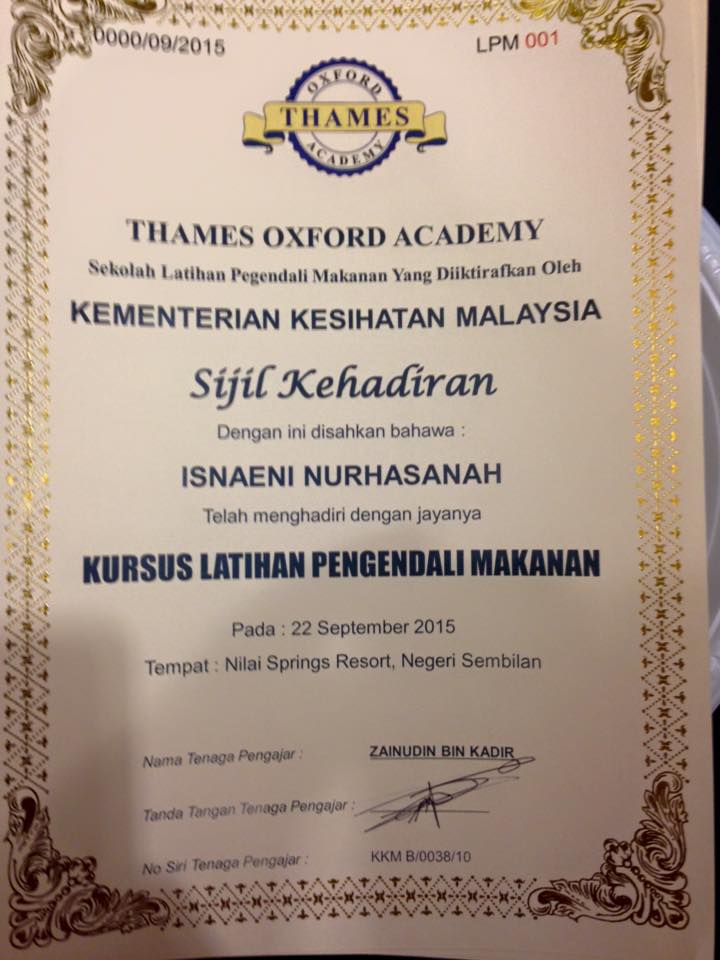 0000/09/2015
LPM 001
OXFORD
THAMES
ACADEMY
THAMES OXFORD ACADEMY
Sekolah Latihan Pegendali Makanan Yang Diiktirafkan Oleh
KEMENTERIAN KESIHATAN MALAYSIA
Sijil Kehadiran
Dengan ini disahkan bahawa :
ISNAENI NURHASANAH
Telah menghadiri dengan jayanya
KURSUS LATIHAN PENGENDALI MAKANAN
Pada : 22 September 2015
Tempat : Nilai Springs Resort, Negeri Sembilan
Nama Tenaga Pengajar : ZAINUDIN BIN KADIR
Tanda Tangan Tenaga Pengajar :
No Siri Tenaga Pengajar : KKM B/0038/10